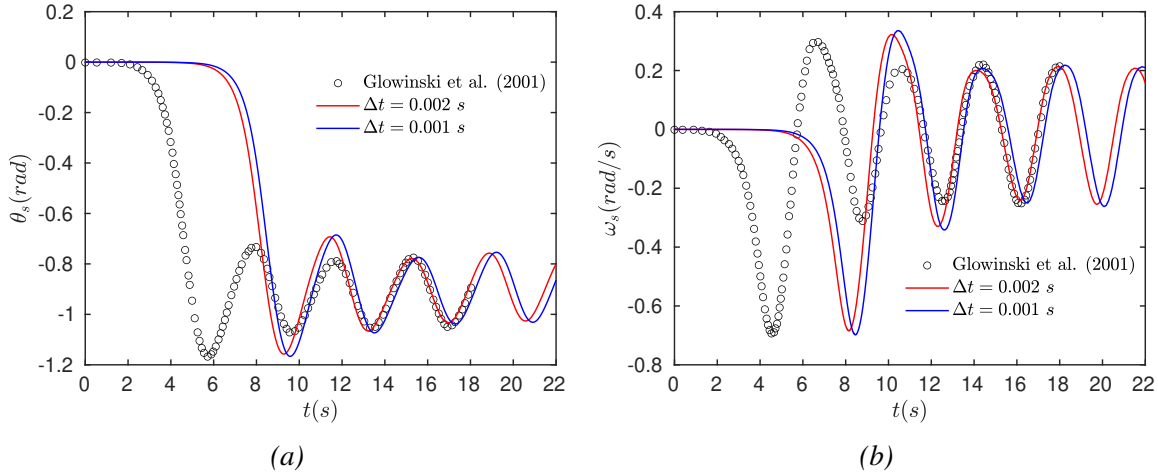 0.2
0
-0.2
-0.4
-0.6
-0.8
-1
-1.2
θs(rad)
0 2 4 6 8 10 12 14 16 18 20 22
t(s)
Glowinski et al. (2001)
Δt = 0.002 s
Δt = 0.001 s
(a)
0.4
0.2
0
-0.2
-0.4
-0.6
-0.8
ωs(rad/s)
0 2 4 6 8 10 12 14 16 18 20 22
t(s)
Glowinski et al. (2001)
Δt = 0.002 s
Δt = 0.001 s
(b)